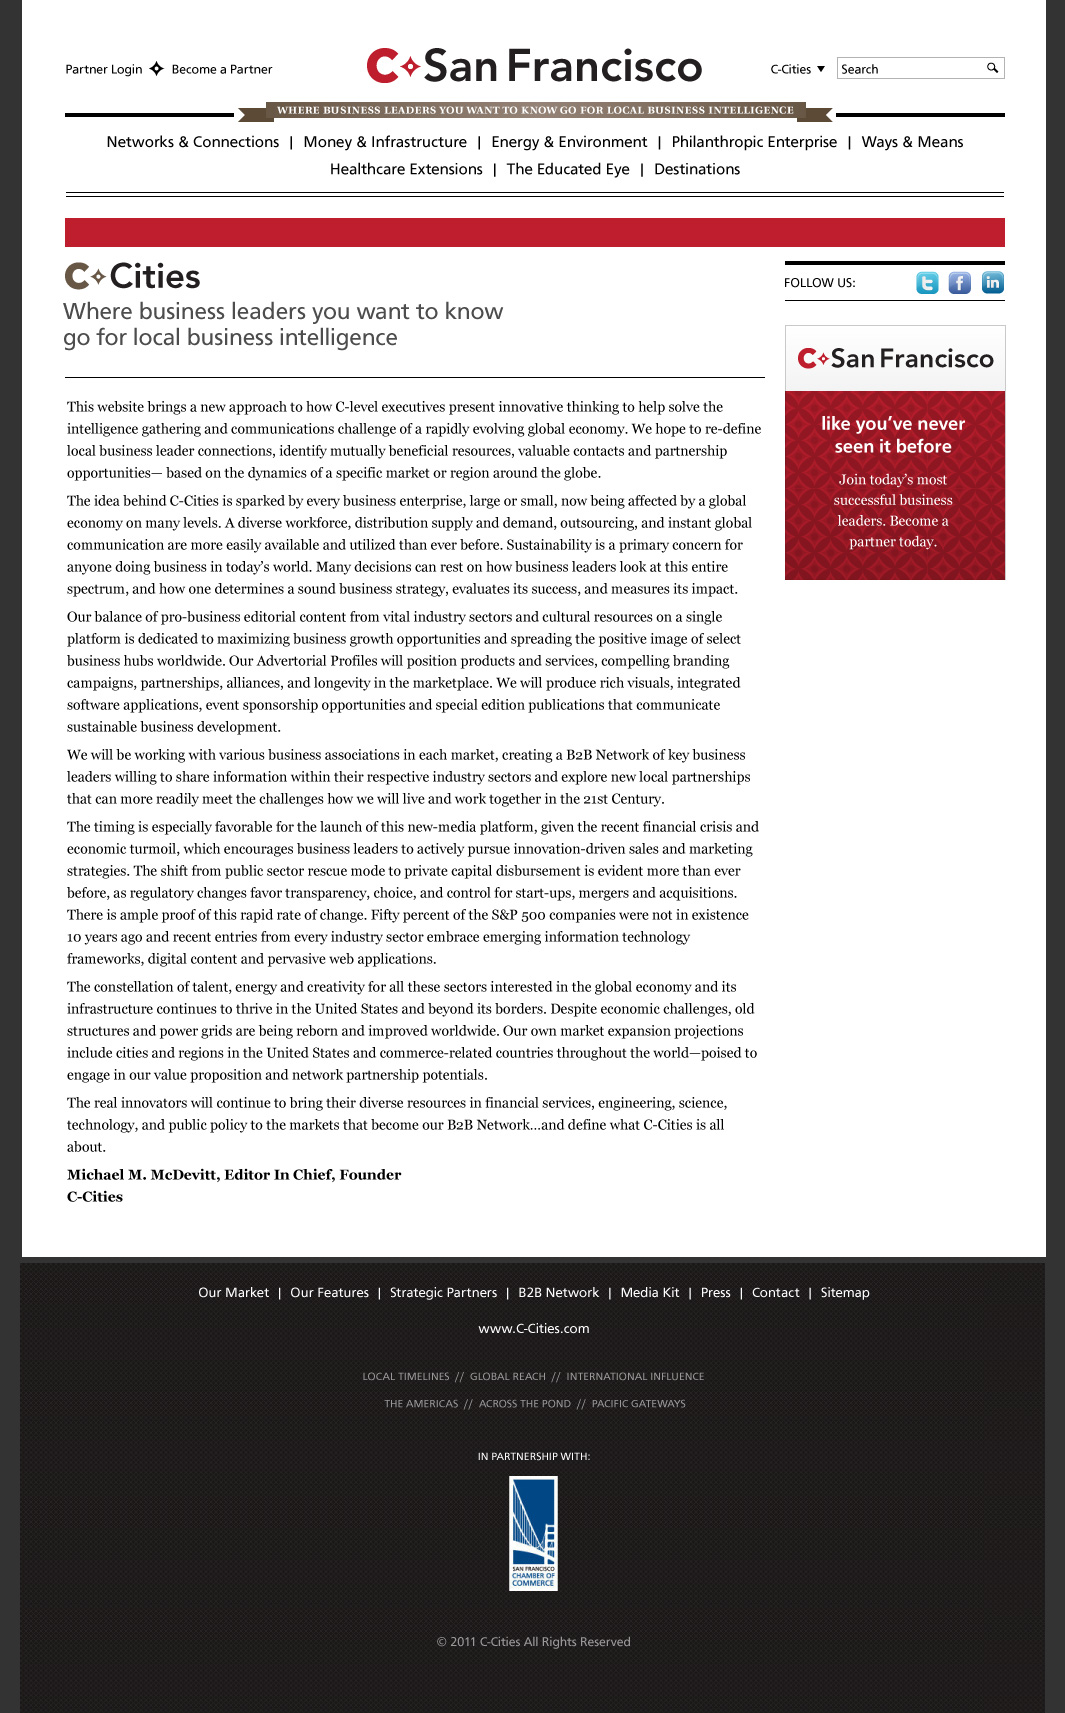 Partner Login Become a Partner
C San Francisco
C-Cities
Search
WHERE BUSINESS LEADERS YOU WANT TO KNOW GO FOR LOCAL BUSINESS INTELLIGENCE
Networks & Connections | Money & Infrastructure | Energy & Environment | Philanthropic Enterprise | Ways & Means
Healthcare Extensions | The Educated Eye | Destinations
C Cities
Where business leaders you want to know
go for local business intelligence
This website brings a new approach to how C-level executives present innovative thinking to help solve the
intelligence gathering and communications challenge of a rapidly evolving global economy. We hope to re-define
local business leader connections, identify mutually beneficial resources, valuable contacts and partnership
opportunities— based on the dynamics of a specific market or region around the globe.
The idea behind C-Cities is sparked by every business enterprise, large or small, now being affected by a global
economy on many levels. A diverse workforce, distribution supply and demand, outsourcing, and instant global
communication are more easily available and utilized than ever before. Sustainability is a primary concern for
anyone doing business in today's world. Many decisions can rest on how business leaders look at this entire
spectrum, and how one determines a sound business strategy, evaluates its success, and measures its impact.
Our balance of pro-business editorial content from vital industry sectors and cultural resources on a single
platform is dedicated to maximizing business growth opportunities and spreading the positive image of select
business hubs worldwide. Our Advertorial Profiles will position products and services, compelling branding
campaigns, partnerships, alliances, and longevity in the marketplace. We will produce rich visuals, integrated
software applications, event sponsorship opportunities and special edition publications that communicate
sustainable business development.
We will be working with various business associations in each market, creating a B2B Network of key business
leaders willing to share information within their respective industry sectors and explore new local partnerships
that can more readily meet the challenges how we will live and work together in the 21st Century.
The timing is especially favorable for the launch of this new-media platform, given the recent financial crisis and
economic turmoil, which encourages business leaders to actively pursue innovation-driven sales and marketing
strategies. The shift from public sector rescue mode to private capital disbursement is evident more than ever
before, as regulatory changes favor transparency, choice, and control for start-ups, mergers and acquisitions.
There is ample proof of this rapid rate of change. Fifty percent of the S&P 500 companies were not in existence
10 years ago and recent entries from every industry sector embrace emerging information technology
frameworks, digital content and pervasive web applications.
The constellation of talent, energy and creativity for all these sectors interested in the global economy and its
infrastructure continues to thrive in the United States and beyond its borders. Despite economic challenges, old
structures and power grids are being reborn and improved worldwide. Our own market expansion projections
include cities and regions in the United States and commerce-related countries throughout the world—poised to
engage in our value proposition and network partnership potentials.
The real innovators will continue to bring their diverse resources in financial services, engineering, science,
technology, and public policy to the markets that become our B2B Network...and define what C-Cities is all
about.
Michael M. McDevitt, Editor In Chief, Founder
C-Cities
FOLLOW US:
t f in
C San Francisco
like you've never
seen it before
Join today's most
successful business
leaders. Become a
partner today.
Our Market | Our Features | Strategic Partners | B2B Network | Media Kit | Press | Contact | Sitemap
www.C-Cities.com
LOCAL TIMELINES // GLOBAL REACH // INTERNATIONAL INFLUENCE
THE AMERICAS // ACROSS THE POND // PACIFIC GATEWAYS
IN PARTNERSHIP WITH:
SAN FRANCISCO
CHAMBER OF
COMMERCE
© 2011 C-Cities All Rights Reserved